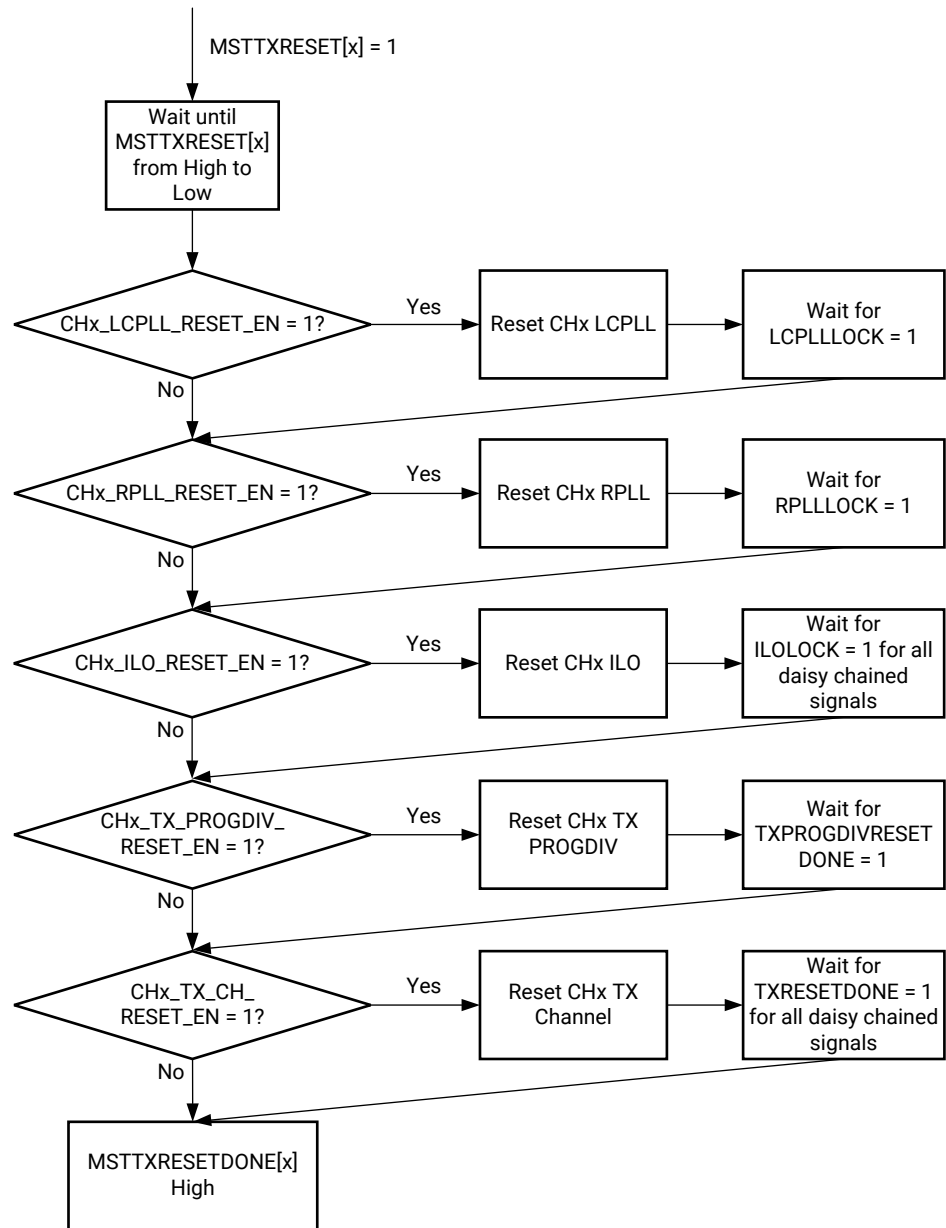 MSTTXRESET[x] = 1
Wait until
MSTTXRESET[x]
from High to
Low
CHx_LCPLL_RESET_EN = 1?
Yes
Reset CHx LCPLL
Wait for
LCPLLLOCK = 1
No
CHx_RPLL_RESET_EN = 1?
Yes
Reset CHx RPLL
Wait for
RPLLLOCK = 1
No
CHx_ILO_RESET_EN = 1?
Yes
Reset CHx ILO
Wait for
ILOLOCK = 1 for all
daisy chained
signals
No
CHx_TX_PROGDIV_
RESET_EN = 1?
Yes
Reset CHx TX
PROGDIV
Wait for
TXPROGDIVRESET
DONE = 1
No
CHx_TX_CH_
RESET_EN = 1?
Yes
Reset CHx TX
Channel
Wait for
TXRESETDONE = 1
for all daisy chained
signals
No
MSTTXRESETDONE[x]
High